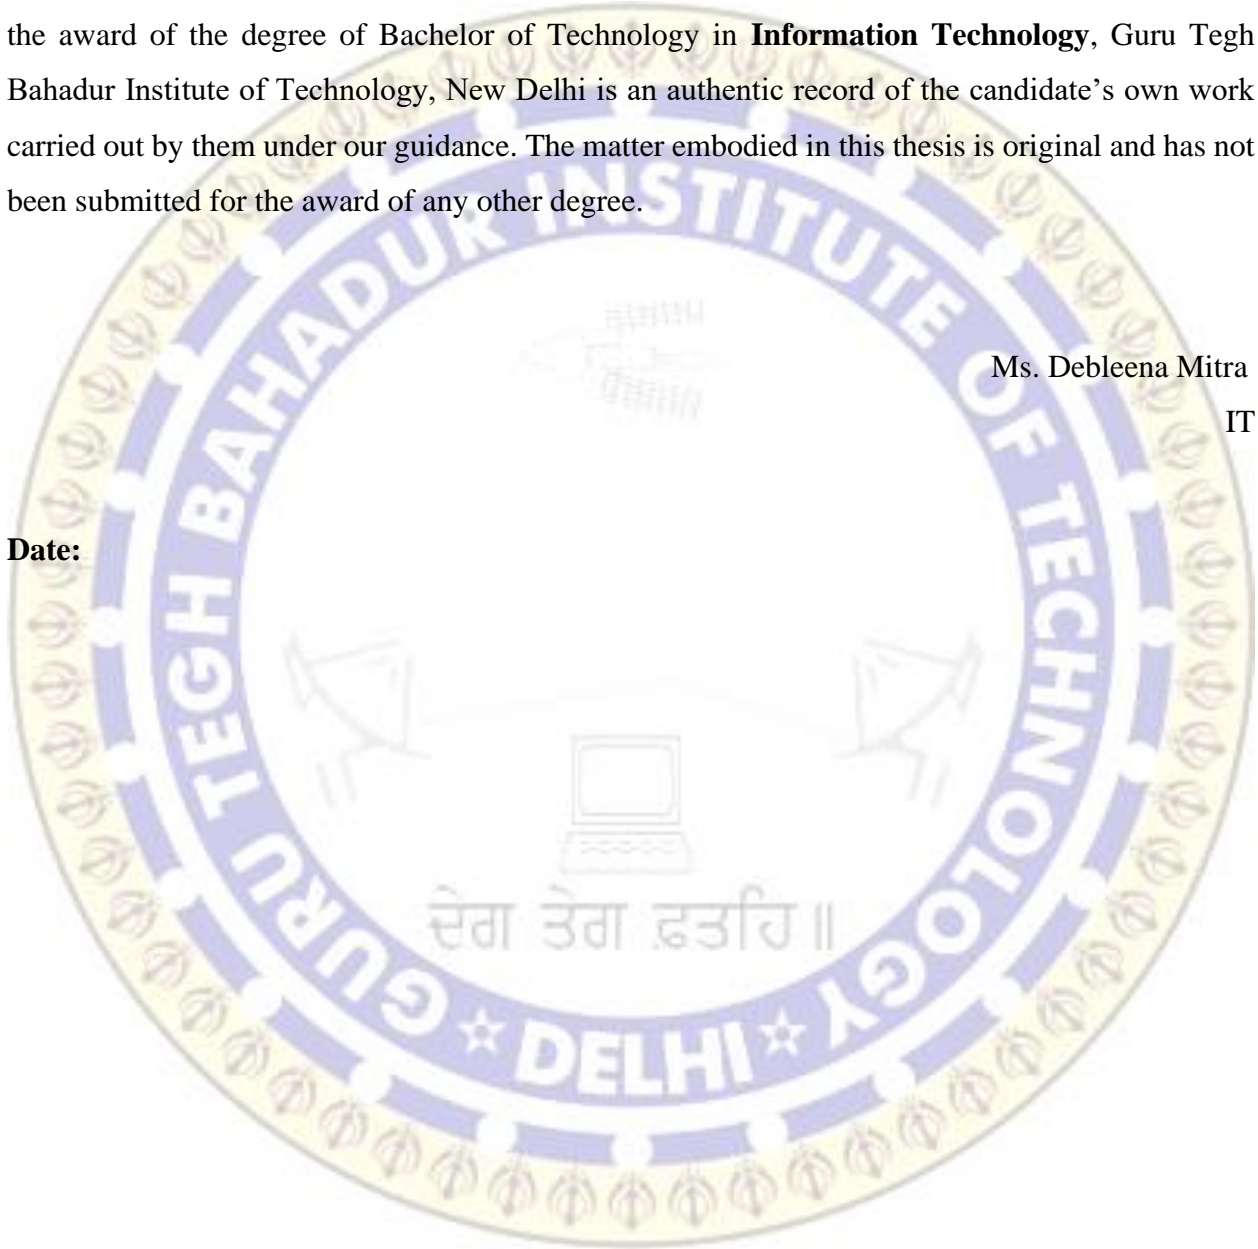 the award of the degree of Bachelor of Technology in Information Technology, Guru Tegh
Bahadur Institute of Technology, New Delhi is an authentic record of the candidate’s own work
carried out by them under our guidance. The matter embodied in this thesis is original and has not
been submitted for the award of any other degree.
Ms. Debleena Mitra
IT
Date:
GURU TEGH BAHADUR INSTITUTE OF TECHNOLOGY
ਦੇਗ ਤੇਗ ਫ਼ਤਹਿ ॥
☆ DELHI ☆